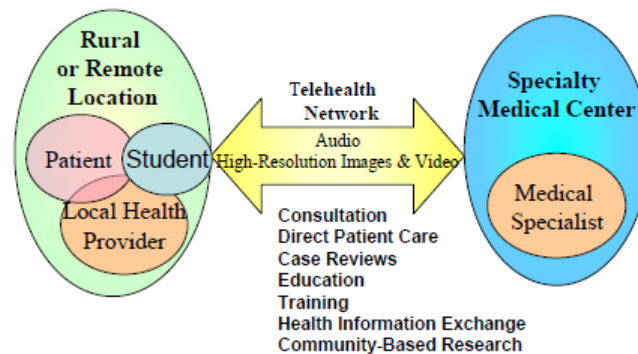 Rural
or Remote
Location
Patient
Student
Local Health
Provider
Telehealth
Network
Audio
High-Resolution Images & Video
Consultation
Direct Patient Care
Case Reviews
Education
Training
Health Information Exchange
Community-Based Research
Specialty
Medical Center
Medical
Specialist